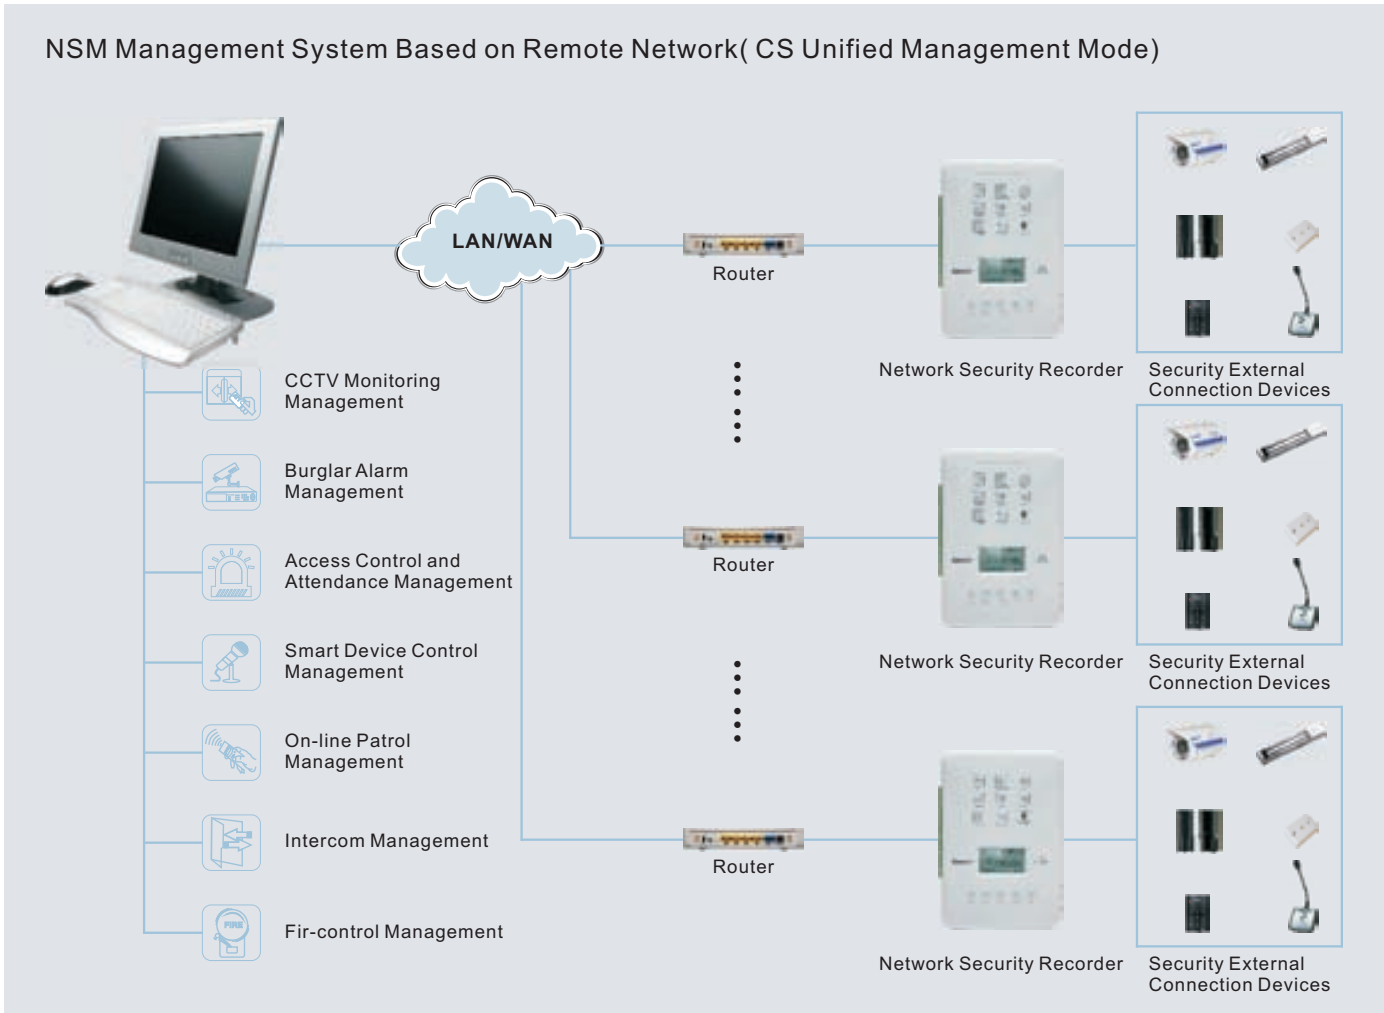 NSM Management System Based on Remote Network( CS Unified Management Mode)
LAN/WAN
Router
Network Security Recorder
Security External
Connection Devices
CCTV Monitoring
Management
Burglar Alarm
Management
Access Control and
Attendance Management
Router
Smart Device Control
Management
Network Security Recorder
Security External
Connection Devices
On-line Patrol
Management
Intercom Management
Router
FIRE
Fir-control Management
Network Security Recorder
Security External
Connection Devices